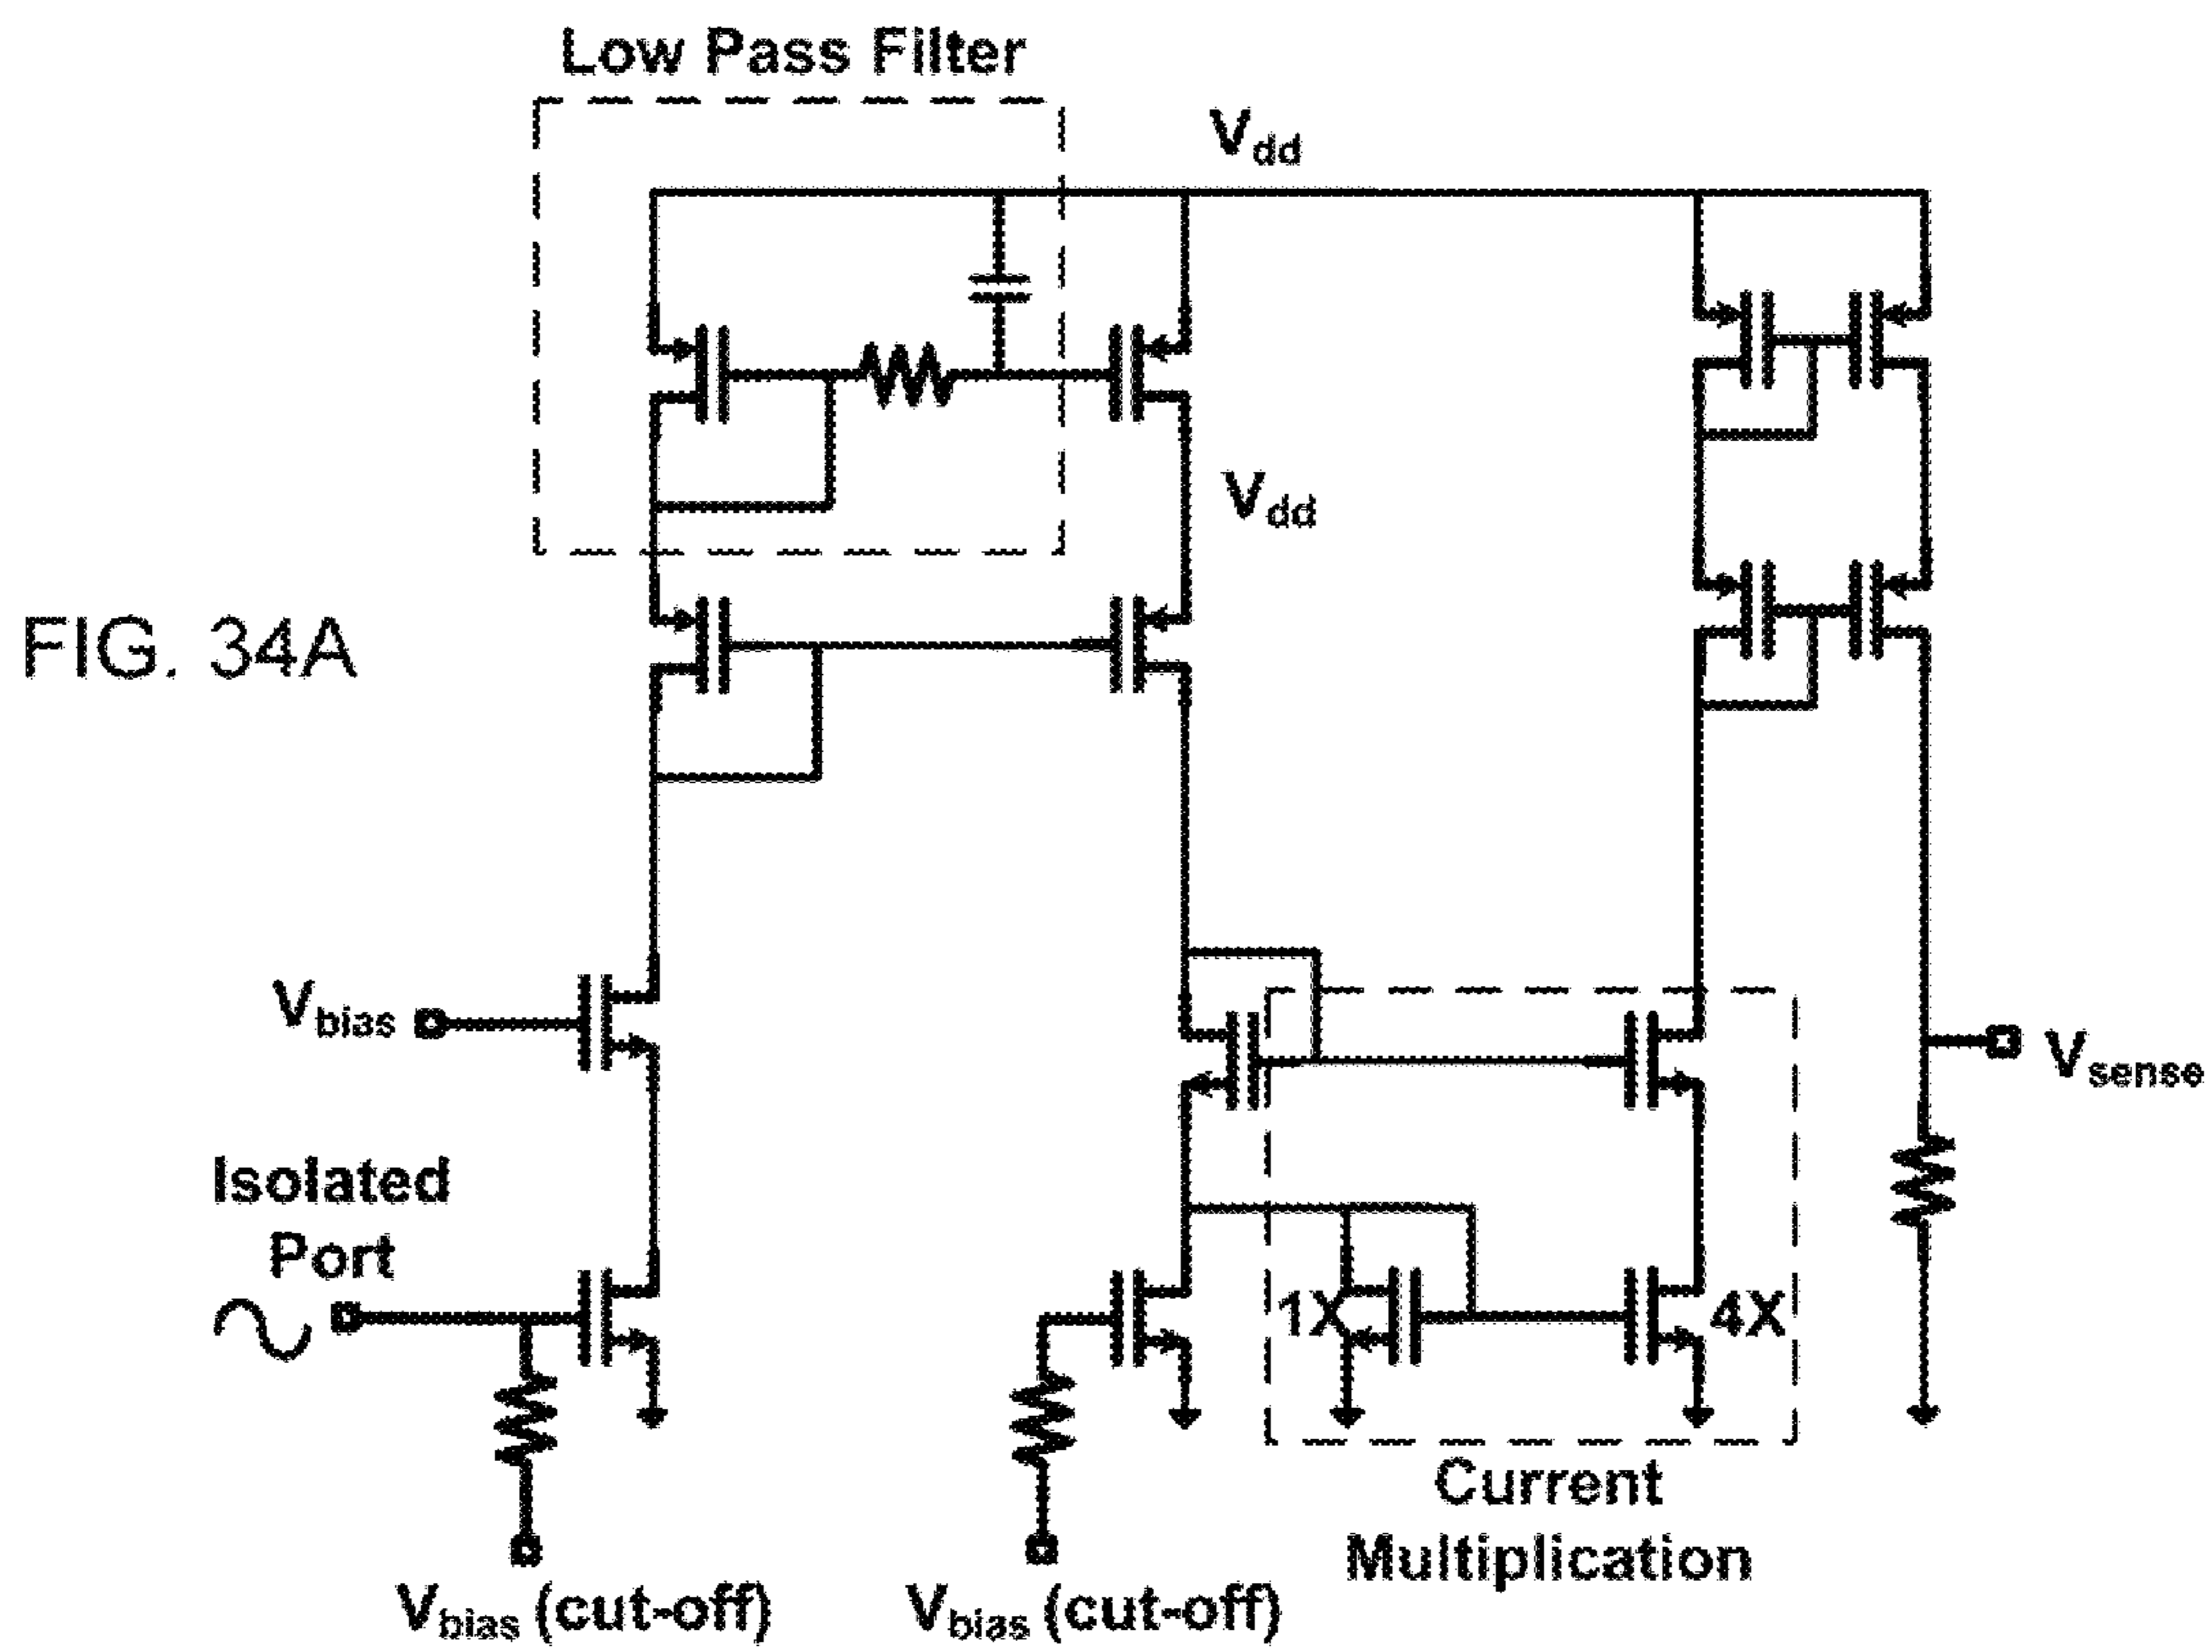 Low Pass Filter
Vdd
Vdd
FIG. 34A
Vbias
Vsense
Isolated
Port
1X
4X
Current
Multiplication
Vbias (cut-off)
Vbias (cut-off)